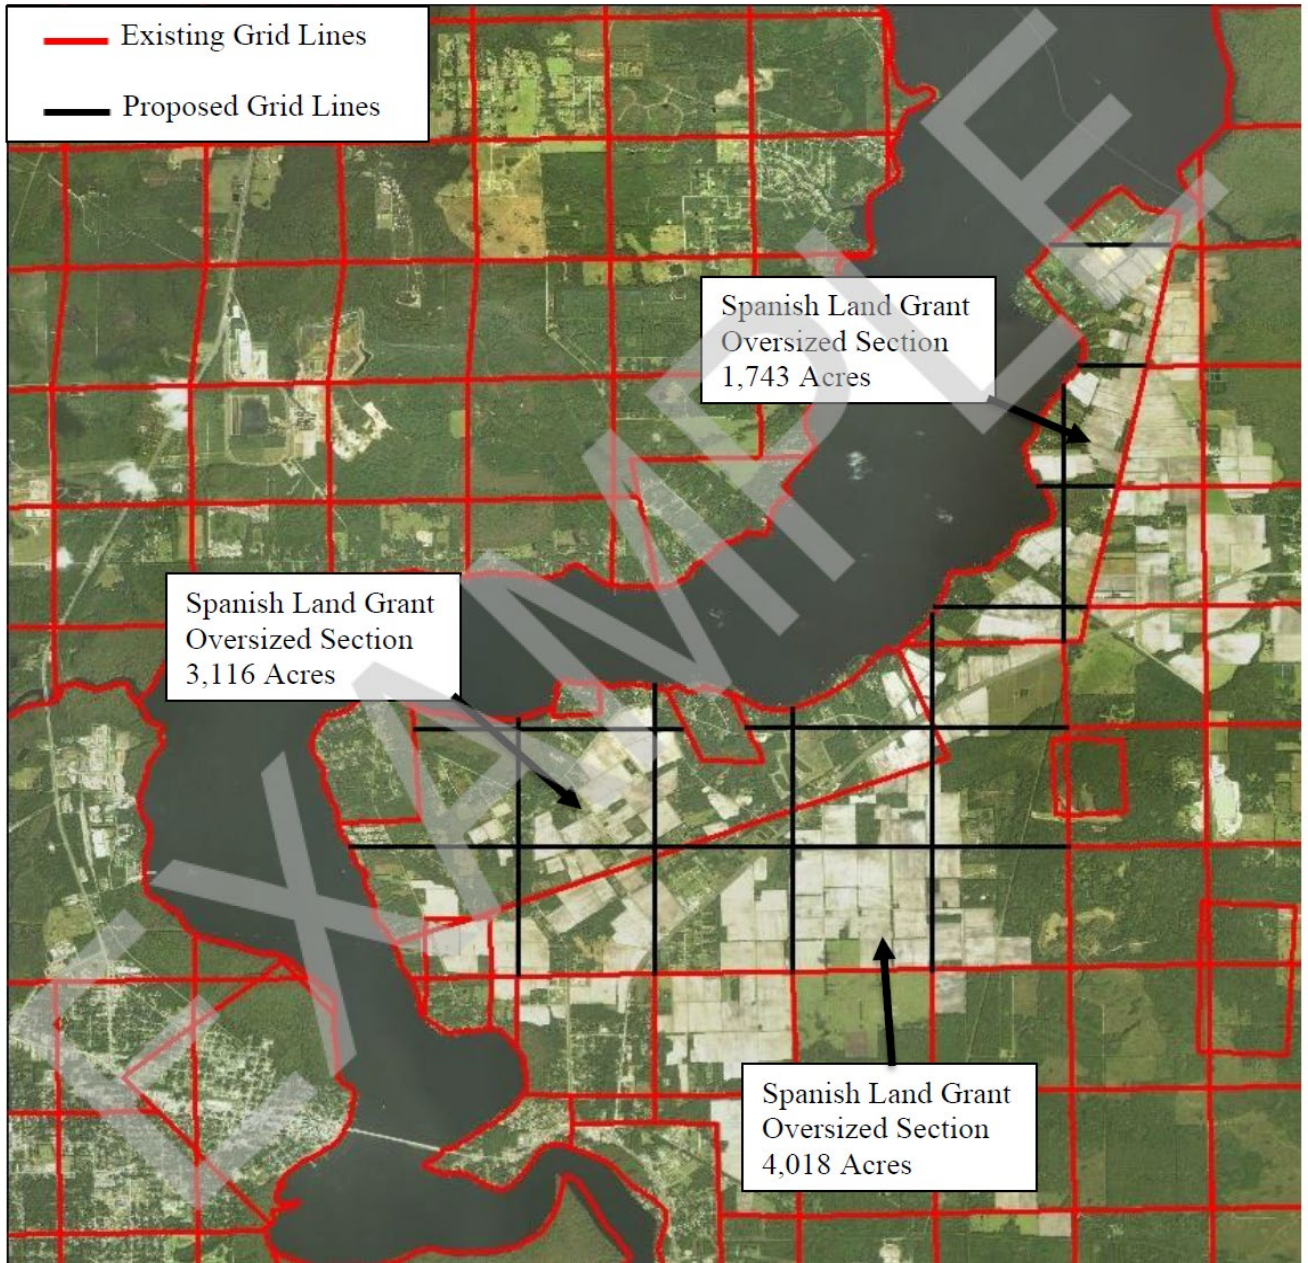 Existing Grid Lines
Proposed Grid Lines
Spanish Land Grant
Oversized Section
1,743 Acres
Spanish Land Grant
Oversized Section
3,116 Acres
Spanish Land Grant
Oversized Section
4,018 Acres
EXAMPLE